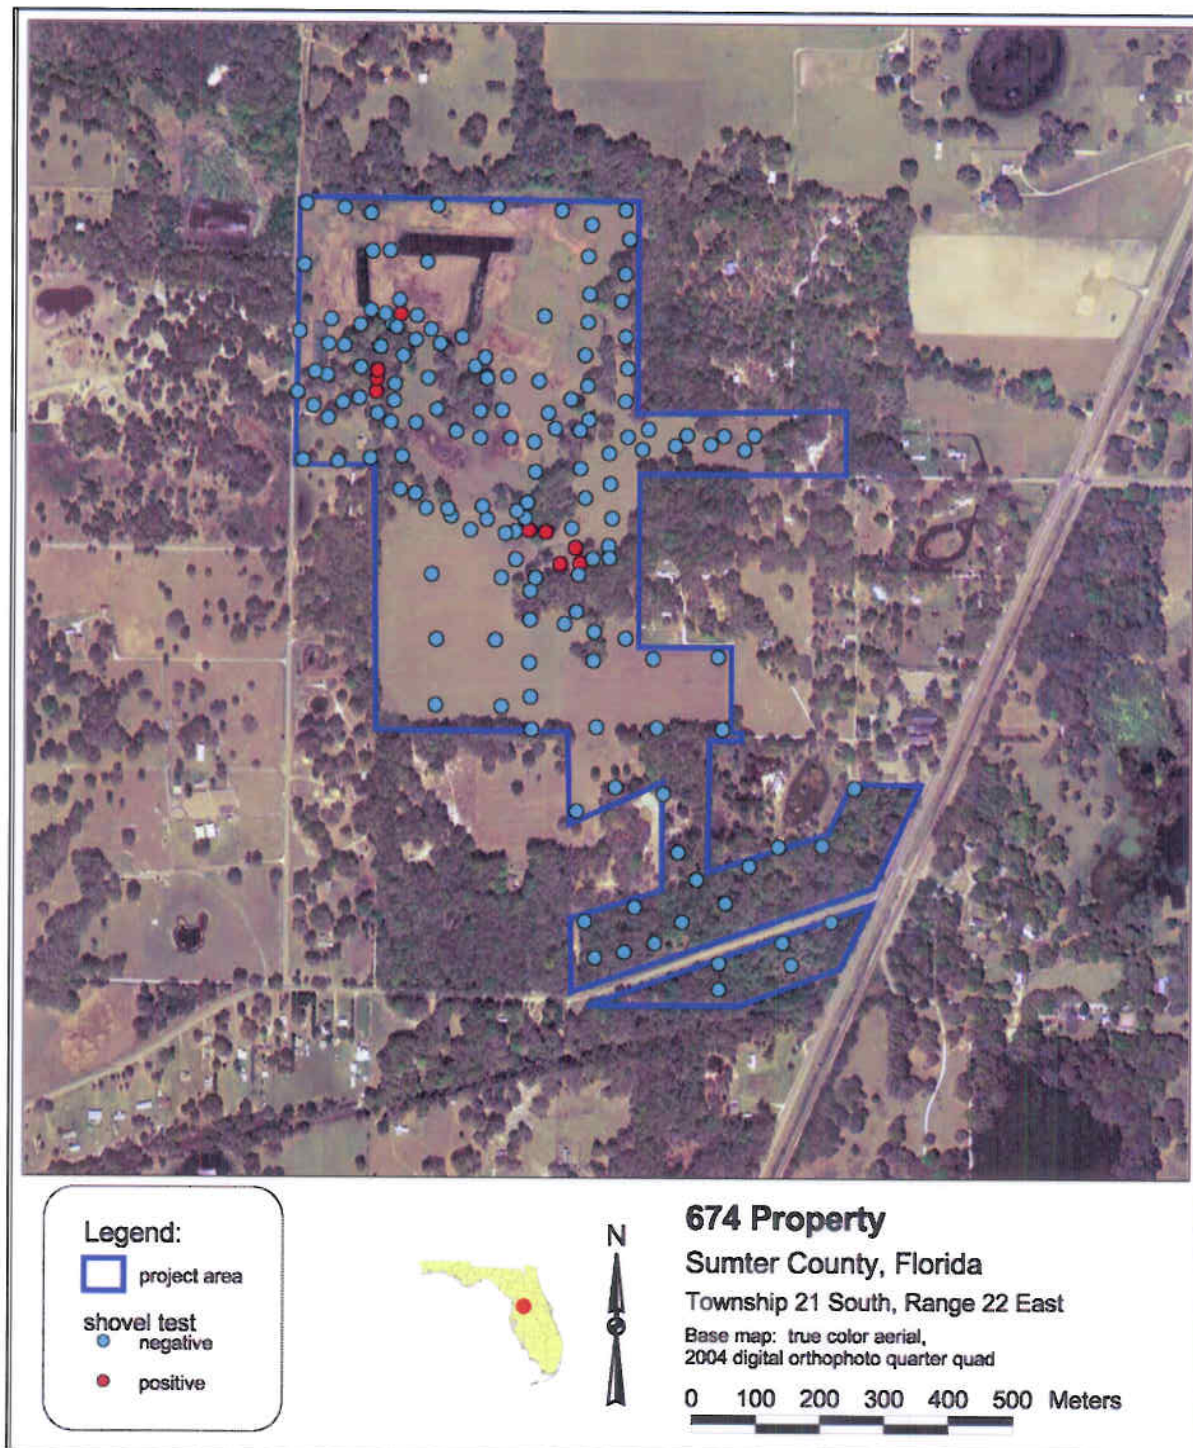 Legend:
project area
shovel test
negative
positive
N
674 Property
Sumter County, Florida
Township 21 South, Range 22 East
Base map: true color aerial,
2004 digital orthophoto quarter quad
0 100 200 300 400 500 Meters